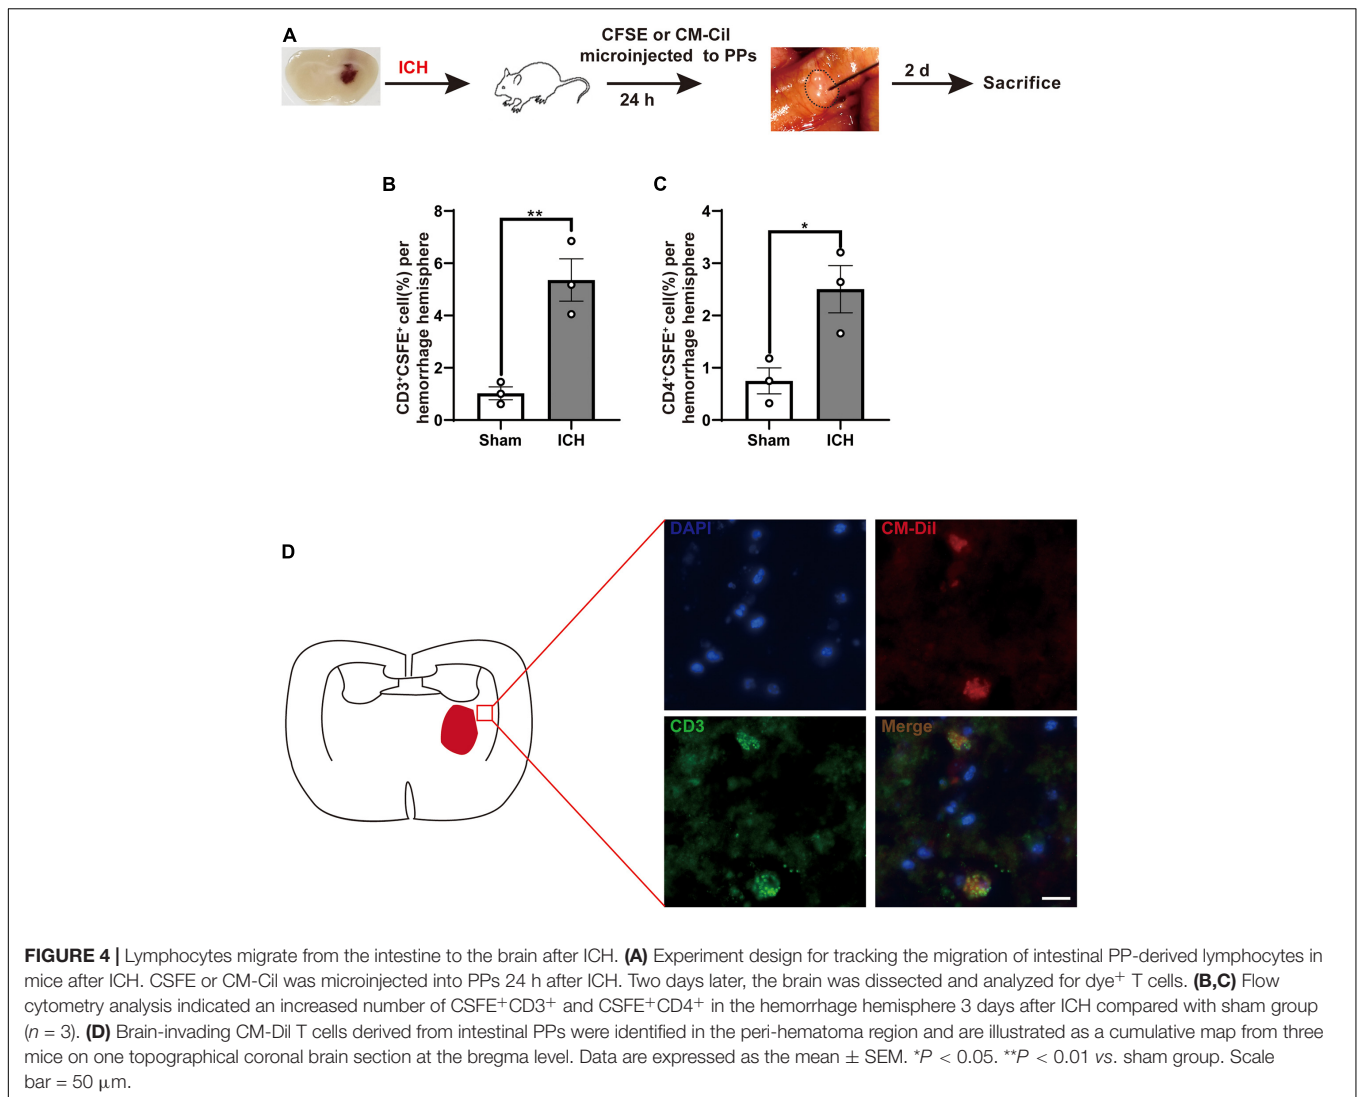 A
ICH
CFSE or CM-Cil
microinjected to PPs
24 h
2 d
Sacrifice
B
CD3⁺CSFE⁺ cell(%) per
hemorrhage hemisphere
8
6
4
2
0
**
Sham
ICH
C
CD4⁺CSFE⁺ cell(%) per
hemorrhage hemisphere
4
3
2
1
0
*
Sham
ICH
D
DAPI
CM-Dil
CD3
Merge
FIGURE 4 | Lymphocytes migrate from the intestine to the brain after ICH. (A) Experiment design for tracking the migration of intestinal PP-derived lymphocytes in
mice after ICH. CSFE or CM-Cil was microinjected into PPs 24 h after ICH. Two days later, the brain was dissected and analyzed for dye⁺ T cells. (B,C) Flow
cytometry analysis indicated an increased number of CSFE⁺CD3⁺ and CSFE⁺CD4⁺ in the hemorrhage hemisphere 3 days after ICH compared with sham group
(n = 3). (D) Brain-invading CM-Dil T cells derived from intestinal PPs were identified in the peri-hematoma region and are illustrated as a cumulative map from three
mice on one topographical coronal brain section at the bregma level. Data are expressed as the mean ± SEM. *P < 0.05. **P < 0.01 vs. sham group. Scale
bar = 50 μm.